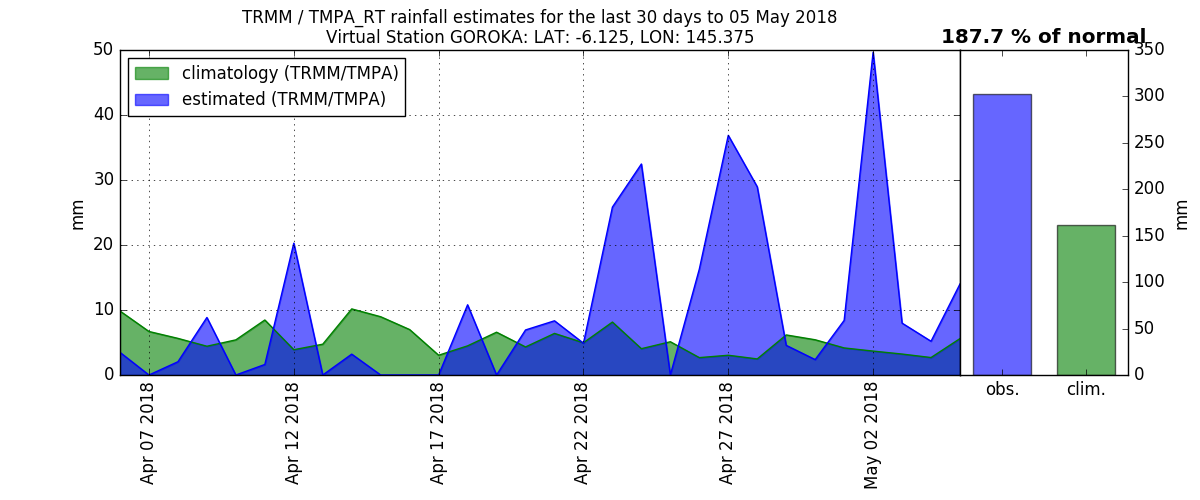 TRMM / TMPA_RT rainfall estimates for the last 30 days to 05 May 2018
Virtual Station GOROKA: LAT: -6.125, LON: 145.375
187.7 % of normal
climatology (TRMM/TMPA)
estimated (TRMM/TMPA)
50
40
30
20
10
0
mm
Apr 07 2018
Apr 12 2018
Apr 17 2018
Apr 22 2018
Apr 27 2018
May 02 2018
obs.
clim.
350
300
250
200
150
100
50
0
mm